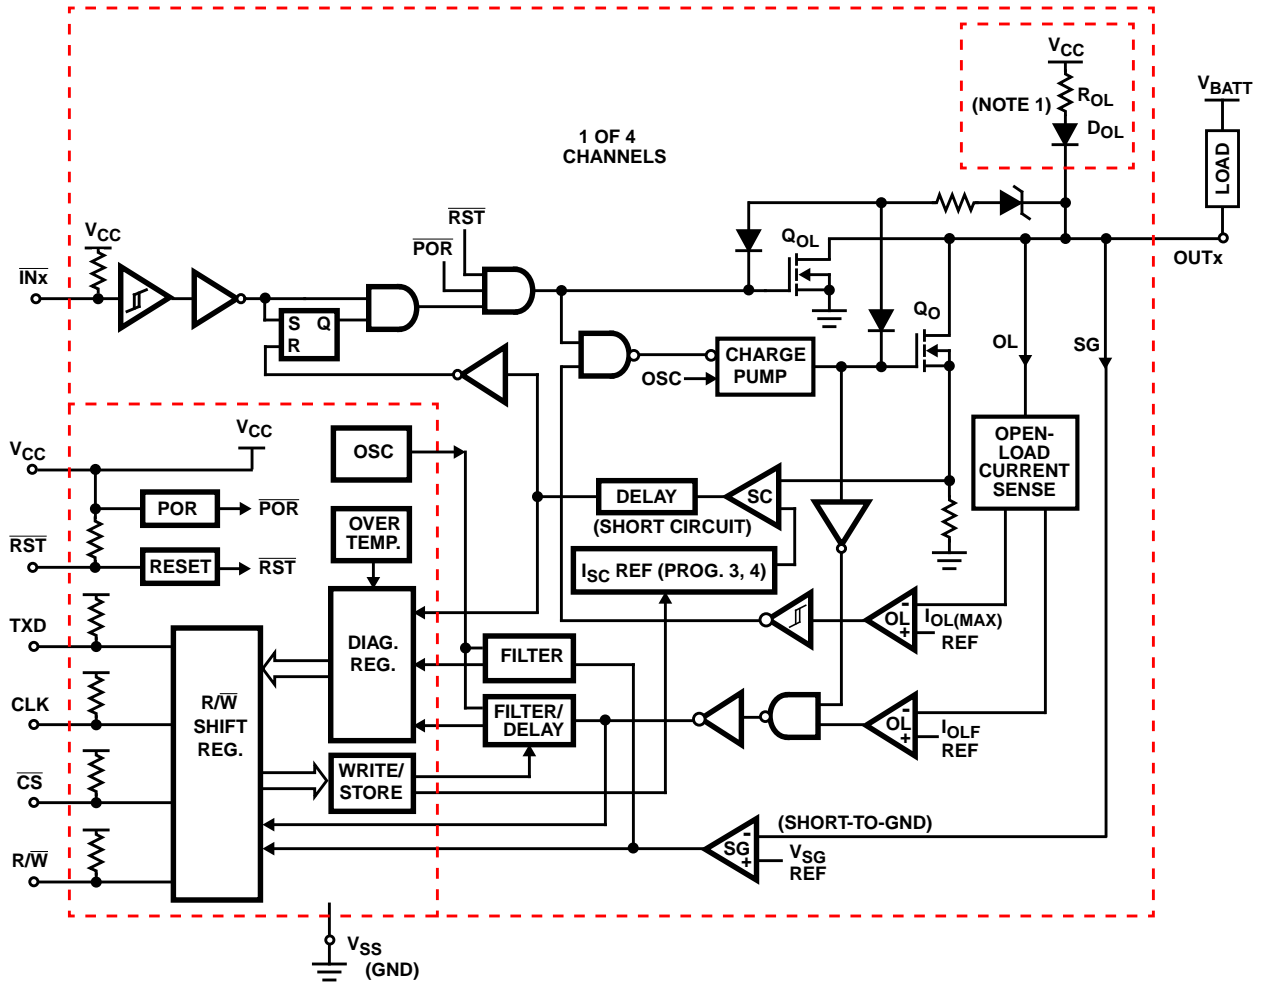 VCC
(NOTE 1)
ROL
DOL
VBATT
LOAD
1 OF 4
CHANNELS
RST
POR
VCC
INx
QOL
OUTx
S Q
R
QO
OL
SG
CHARGE
PUMP
OSC
OPEN-
LOAD
CURRENT
SENSE
VCC
VCC
OSC
POR
POR
DELAY
SC
(SHORT CIRCUIT)
OVER
TEMP.
RST
RESET
RST
ISC REF (PROG. 3, 4)
TXD
DIAG.
REG.
FILTER
OL
-
+
IOL(MAX)
REF
CLK
R/W
SHIFT
REG.
FILTER/
DELAY
OL
-
+
IOLF
REF
CS
WRITE/
STORE
R/W
(SHORT-TO-GND)
SG
-
+
VSG
REF
VSS
(GND)